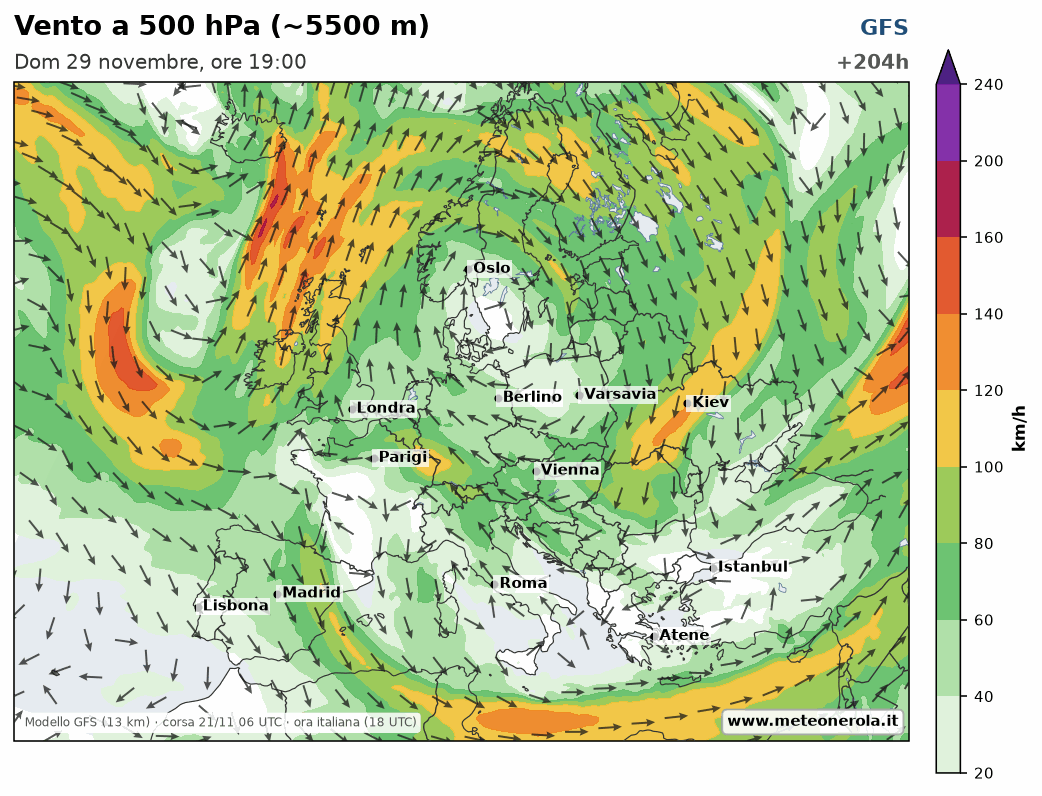 Vento a 500 hPa (~5500 m)
GFS
Dom 29 novembre, ore 19:00
+204h
240
200
160
140
120
100
80
60
40
20
km/h
Oslo
Berlino
Varsavia
Kiev
Londra
Parigi
Vienna
Istanbul
Roma
Madrid
Lisbona
Atene
Modello GFS (13 km) · corsa 21/11 06 UTC · ora italiana (18 UTC)
www.meteonerola.it